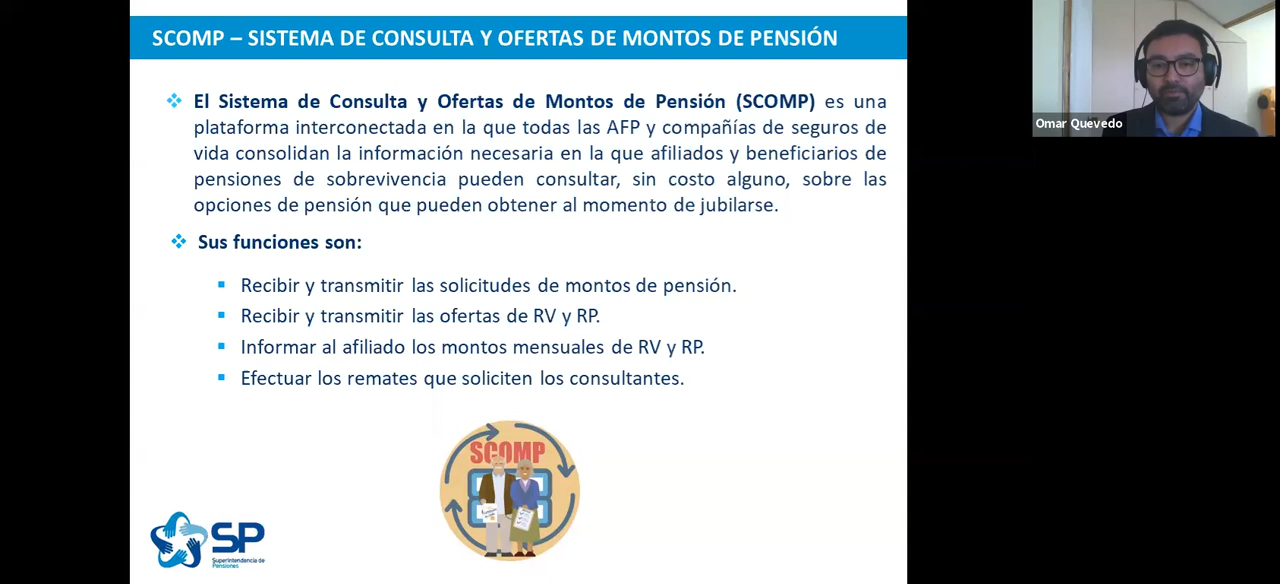 SCOMP – SISTEMA DE CONSULTA Y OFERTAS DE MONTOS DE PENSIÓN
El Sistema de Consulta y Ofertas de Montos de Pensión (SCOMP) es una
plataforma interconectada en la que todas las AFP y compañías de seguros de
vida consolidan la información necesaria en la que afiliados y beneficiarios de
pensiones de sobrevivencia pueden consultar, sin costo alguno, sobre las
opciones de pensión que pueden obtener al momento de jubilarse.
Sus funciones son:
Recibir y transmitir las solicitudes de montos de pensión.
Recibir y transmitir las ofertas de RV y RP.
Informar al afiliado los montos mensuales de RV y RP.
Efectuar los remates que soliciten los consultantes.
SCOMP
SP
Superintendencia de
Pensiones
Omar Quevedo